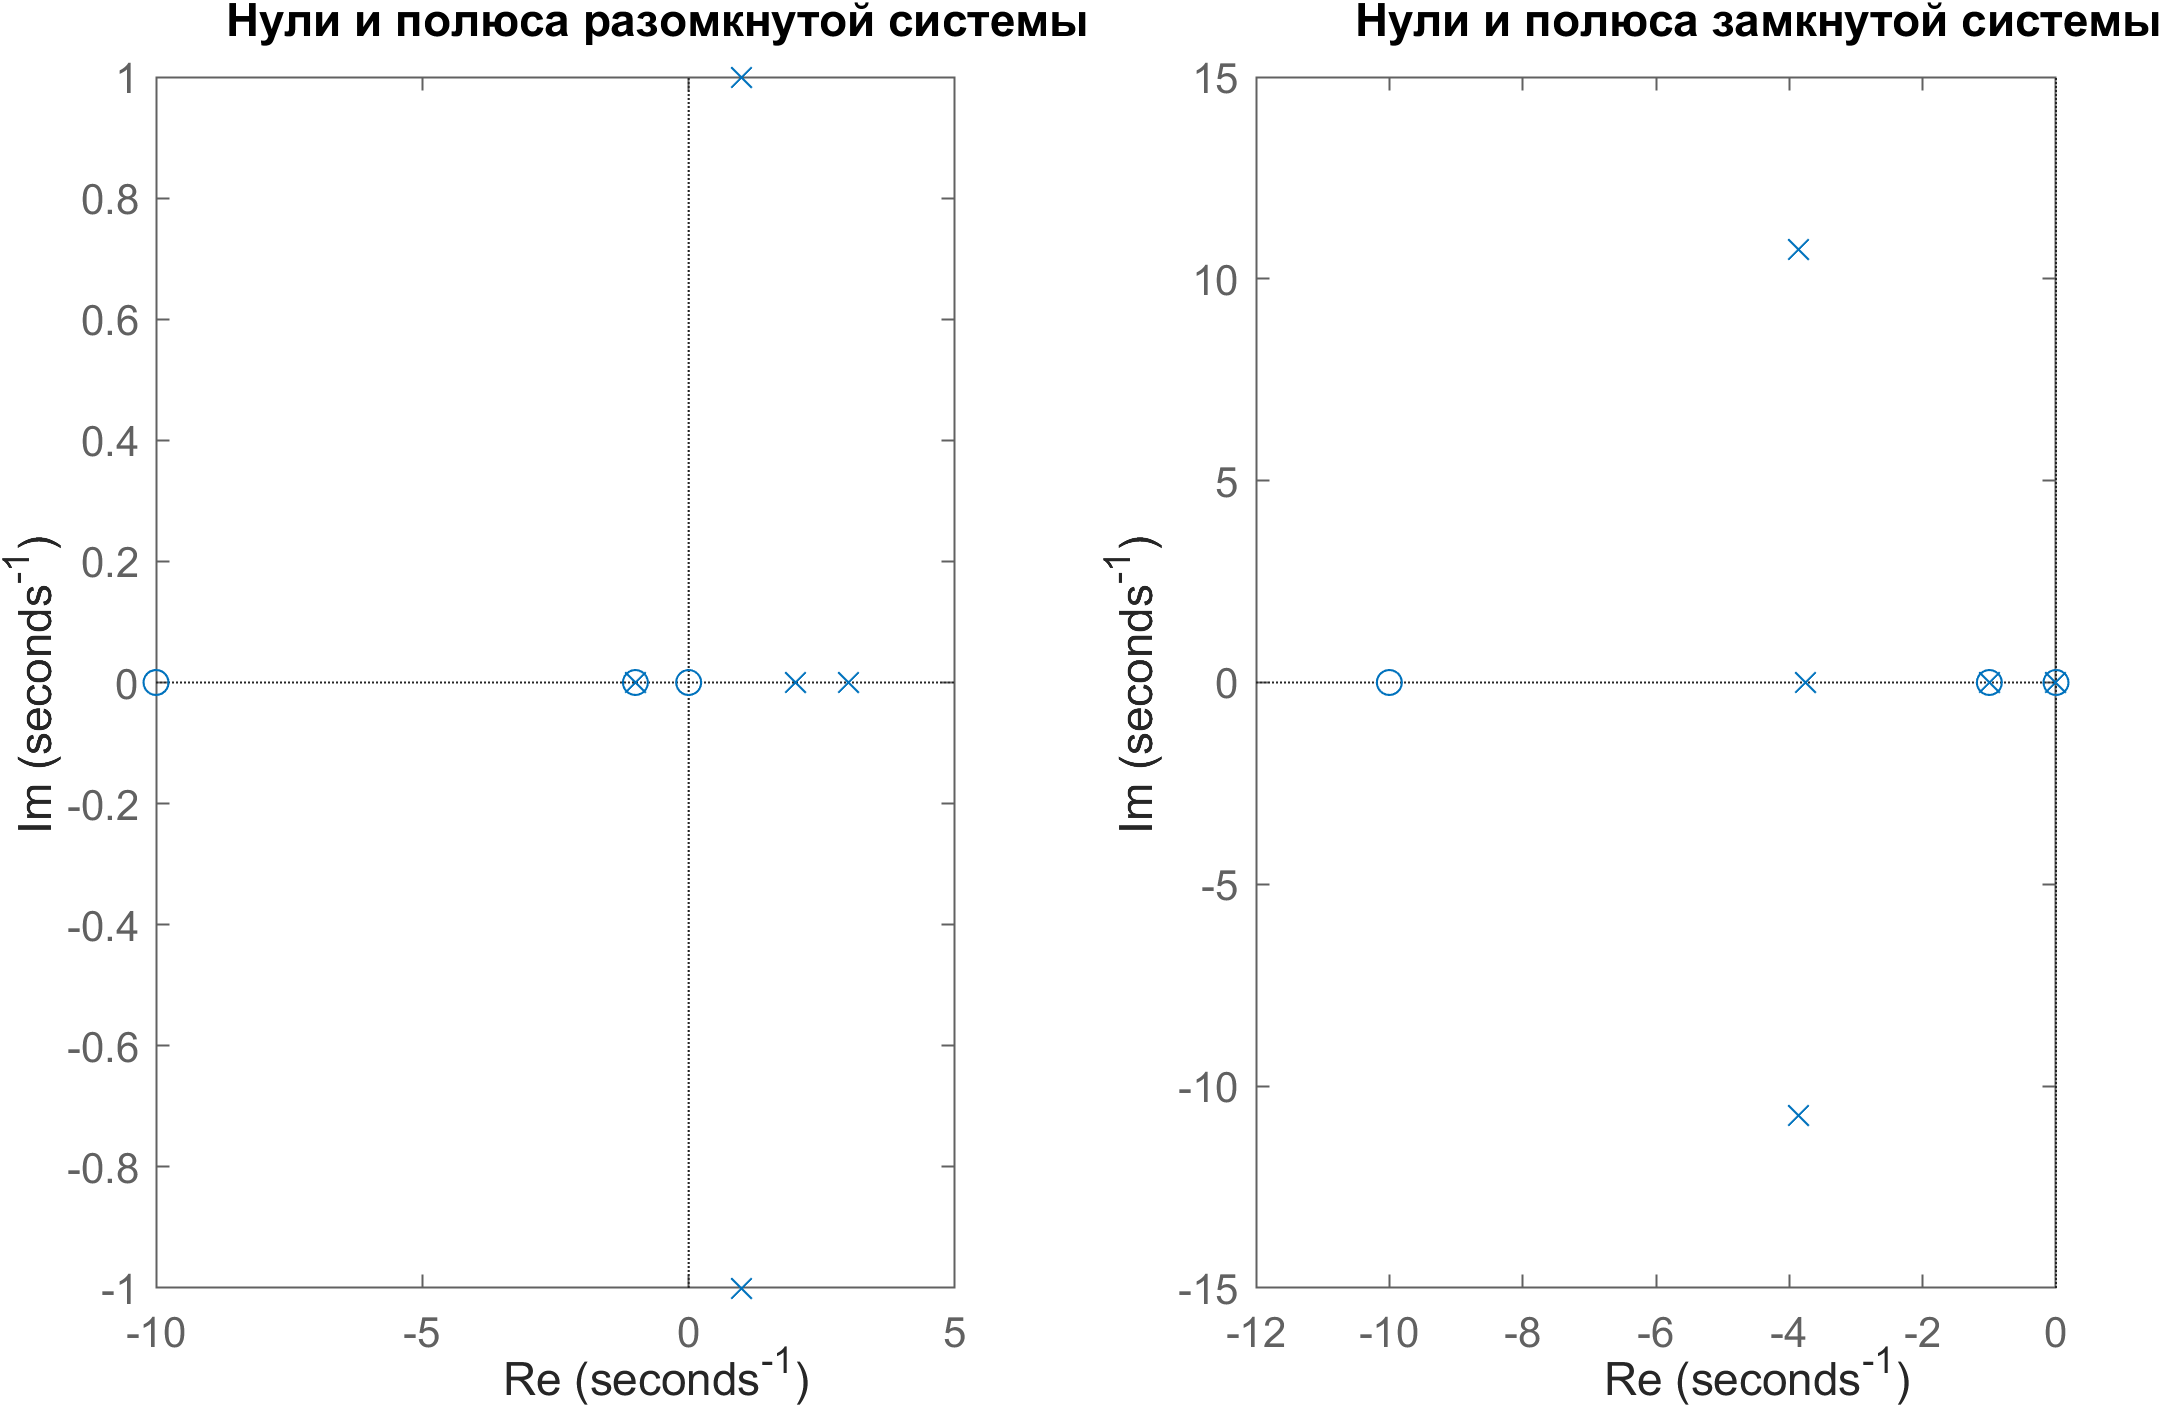 Нули и полюса разомкнутой системы
1
0.8
0.6
0.4
0.2
0
-0.2
-0.4
-0.6
-0.8
-1
-10 -5 0 5
Re (seconds⁻¹)
Im (seconds⁻¹)
Нули и полюса замкнутой системы
15
10
5
0
-5
-10
-15
-12 -10 -8 -6 -4 -2 0
Re (seconds⁻¹)
Im (seconds⁻¹)